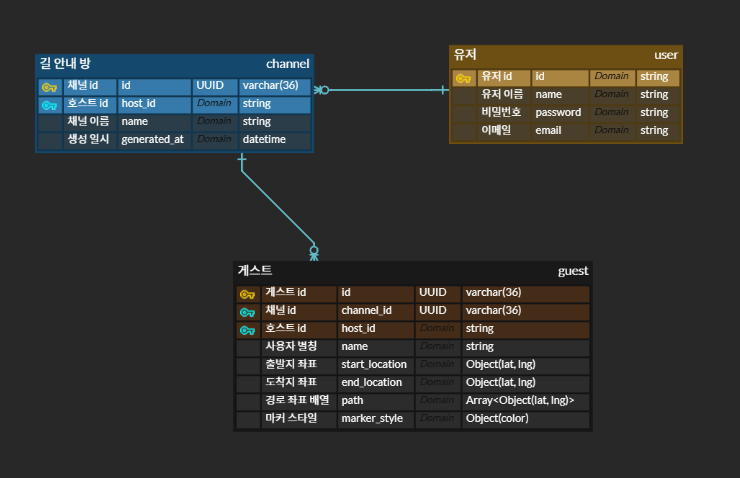 길 안내 방 channel
채널 id id UUID varchar(36)
호스트 id host_id Domain string
채널 이름 name Domain string
생성 일시 generated_at Domain datetime
유저 user
유저 id id Domain string
유저 이름 name Domain string
비밀번호 password Domain string
이메일 email Domain string
게스트 guest
게스트 id id UUID varchar(36)
채널 id channel_id UUID varchar(36)
호스트 id host_id Domain string
사용자 별칭 name Domain string
출발지 좌표 start_location Domain Object(lat, lng)
도착지 좌표 end_location Domain Object(lat, lng)
경로 좌표 배열 path Domain Array<Object(lat, lng)>
마커 스타일 marker_style Domain Object(color)